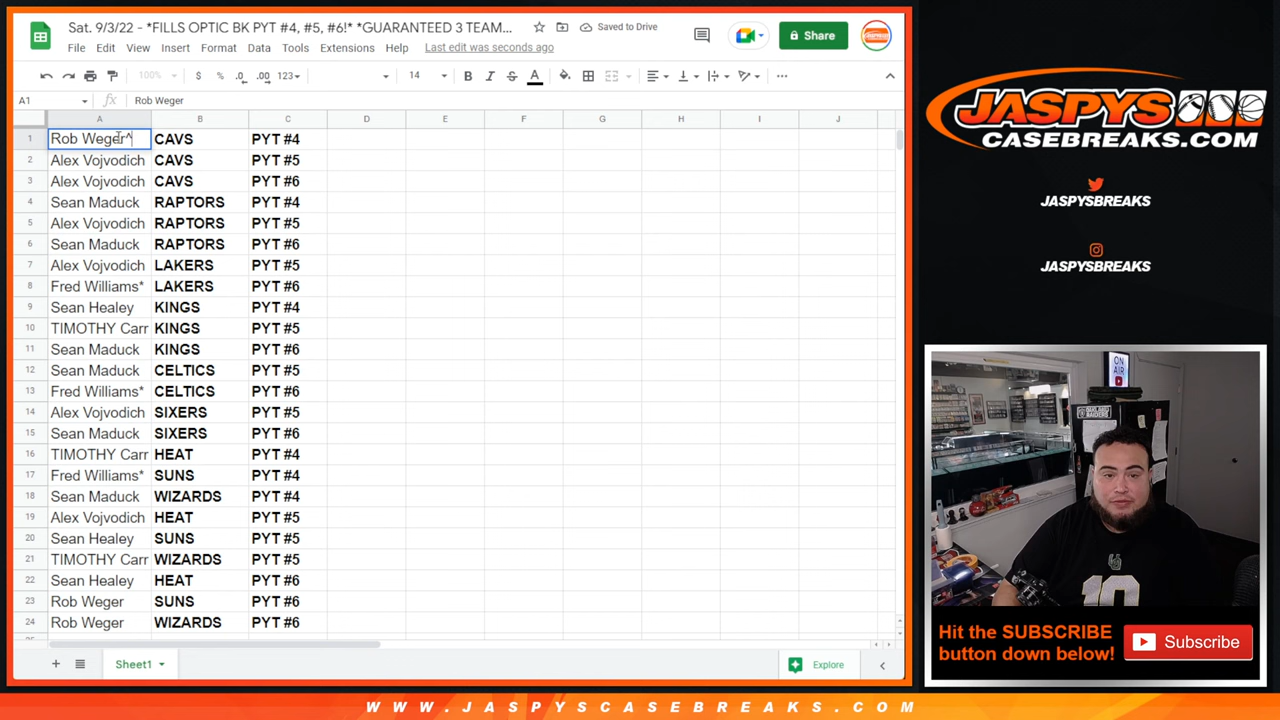 Sat. 9/3/22 - *FILLS OPTIC BK PYT #4, #5, #6!* *GUARANTEED 3 TEAM...
Saved to Drive
Share
File Edit View Insert Format Data Tools Extensions Help Last edit was seconds ago
100% $ % .0 .00 123 14 B I S A
A1 fx Rob Weger
A B C D E F G H I J
1 Rob Weger^ CAVS PYT #4
2 Alex Vojvodich CAVS PYT #5
3 Alex Vojvodich CAVS PYT #6
4 Sean Maduck RAPTORS PYT #4
5 Alex Vojvodich RAPTORS PYT #5
6 Sean Maduck RAPTORS PYT #6
7 Alex Vojvodich LAKERS PYT #5
8 Fred Williams* LAKERS PYT #6
9 Sean Healey KINGS PYT #4
10 TIMOTHY Carr KINGS PYT #5
11 Sean Maduck KINGS PYT #6
12 Sean Maduck CELTICS PYT #5
13 Fred Williams* CELTICS PYT #6
14 Alex Vojvodich SIXERS PYT #5
15 Sean Maduck SIXERS PYT #6
16 TIMOTHY Carr HEAT PYT #4
17 Fred Williams* SUNS PYT #4
18 Sean Maduck WIZARDS PYT #4
19 Alex Vojvodich HEAT PYT #5
20 Sean Healey SUNS PYT #5
21 TIMOTHY Carr WIZARDS PYT #5
22 Sean Healey HEAT PYT #6
23 Rob Weger SUNS PYT #6
24 Rob Weger WIZARDS PYT #6
Sheet1
Explore
JASPYS
CASEBREAKS.COM
JASPYSBREAKS
JASPYSBREAKS
ON
AIR
10
Hit the SUBSCRIBE
button down below!
Subscribe
WWW.JASPYSCASEBREAKS.COM